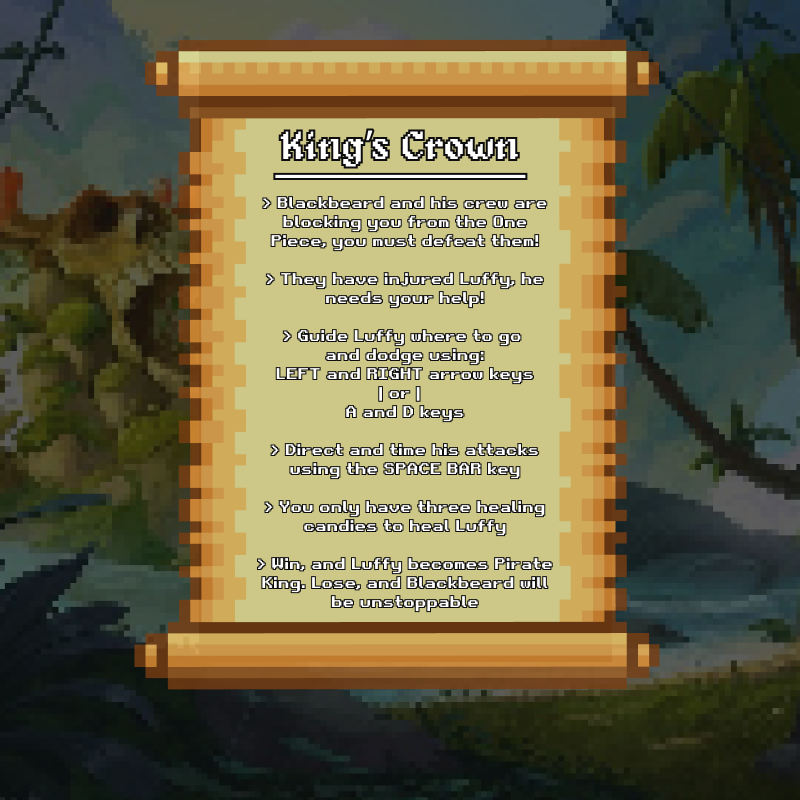 King's Crown
> Blackbeard and his crew are
blocking you from the One
Piece, you must defeat them!
> They have injured Luffy, he
needs your help!
> Guide Luffy where to go
and dodge using:
LEFT and RIGHT arrow keys
| or |
A and D keys
> Direct and time his attacks
using the SPACE BAR key
> You only have three healing
candies to heal Luffy
> Win, and Luffy becomes Pirate
King. Lose, and Blackbeard will
be unstoppable